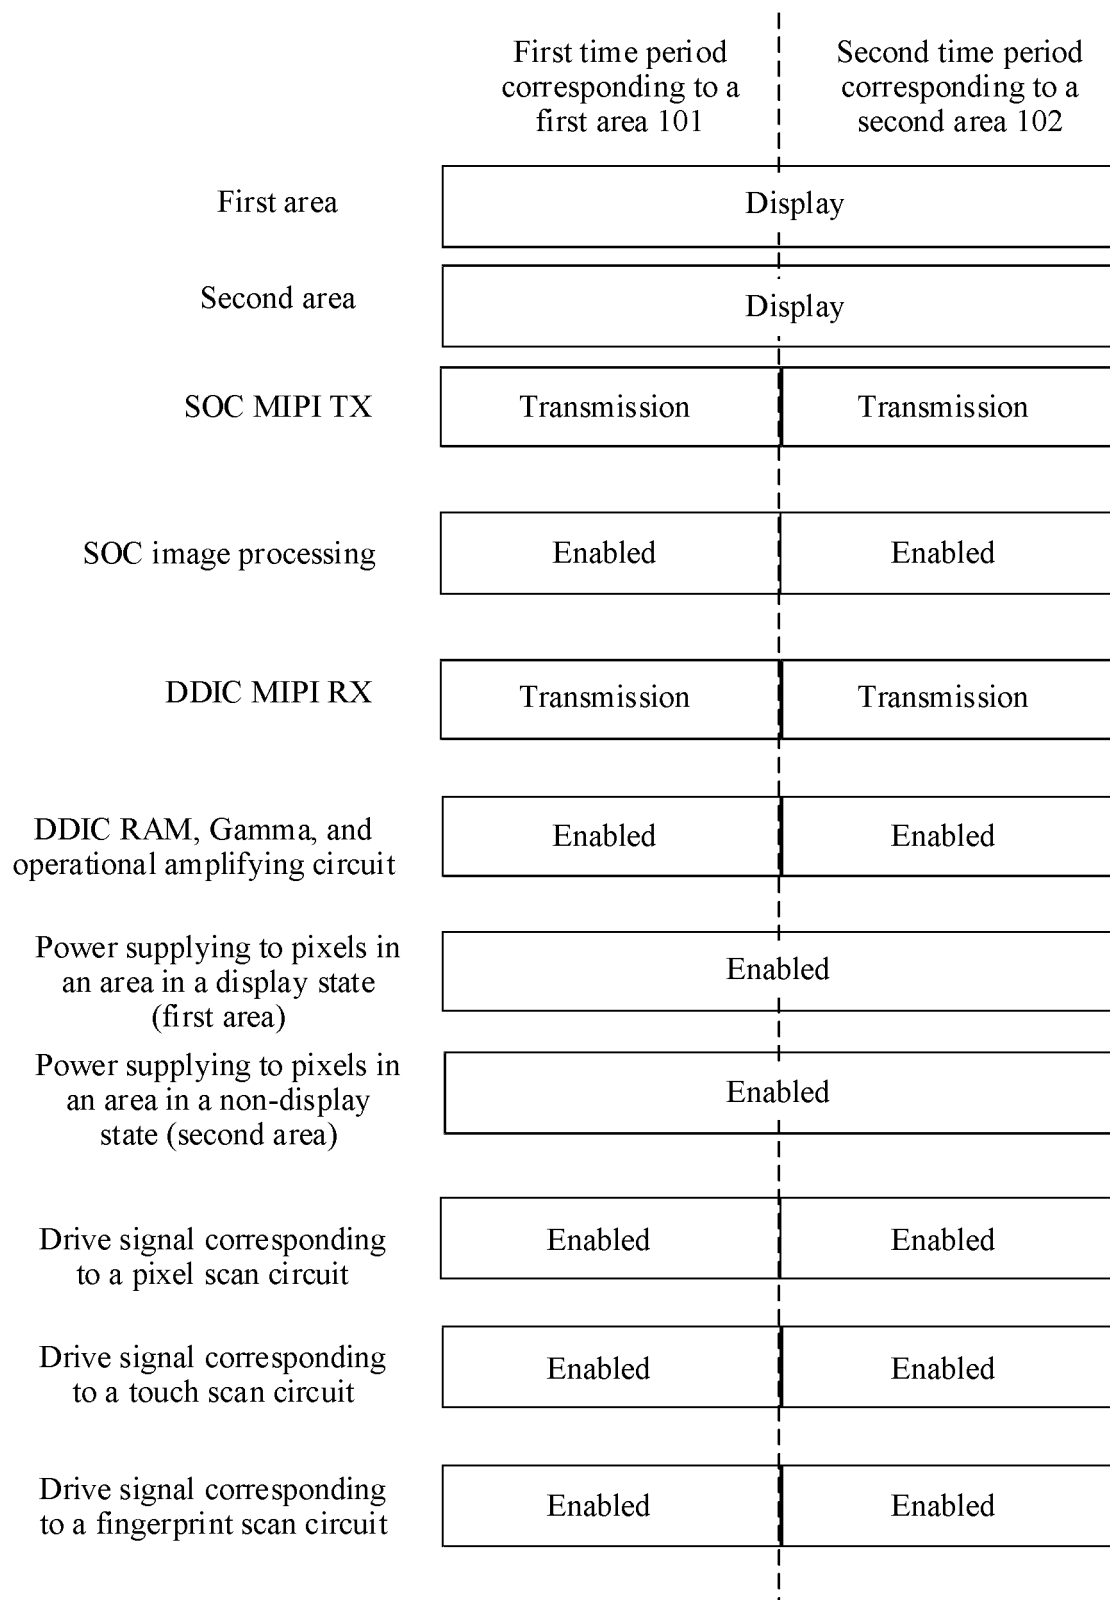 First time period
corresponding to a
first area 101
Second time period
corresponding to a
second area 102
First area
Display
Second area
Display
SOC MIPI TX
Transmission
Transmission
SOC image processing
Enabled
Enabled
DDIC MIPI RX
Transmission
Transmission
DDIC RAM, Gamma, and
operational amplifying circuit
Enabled
Enabled
Power supplying to pixels in
an area in a display state
(first area)
Enabled
Power supplying to pixels in
an area in a non-display
state (second area)
Enabled
Drive signal corresponding
to a pixel scan circuit
Enabled
Enabled
Drive signal corresponding
to a touch scan circuit
Enabled
Enabled
Drive signal corresponding
to a fingerprint scan circuit
Enabled
Enabled